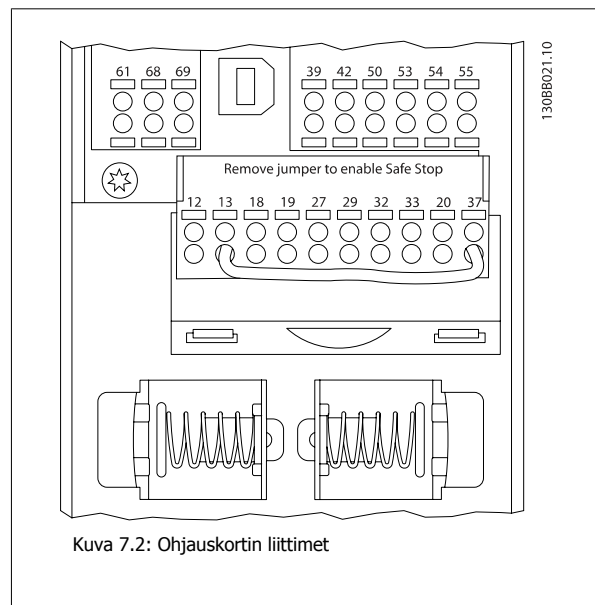 61 68 69 39 42 50 53 54 55
130BB021.10
Remove jumper to enable Safe Stop
12 13 18 19 27 29 32 33 20 37
Kuva 7.2: Ohjauskortin liittimet